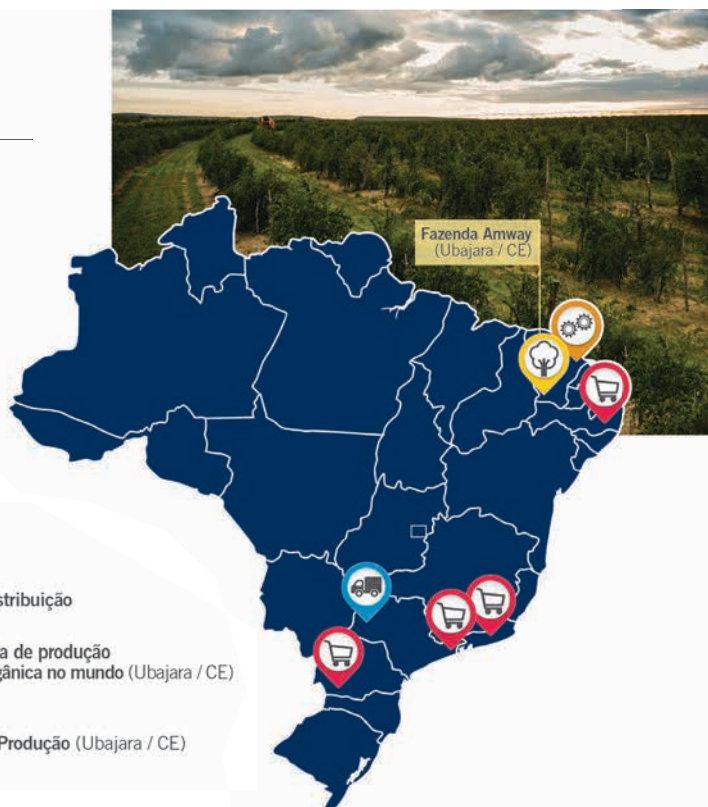 Fazenda Amway
(Ubajara / CE)
stribuição
a de produção
gânica no mundo (Ubajara / CE)
Produção (Ubajara / CE)